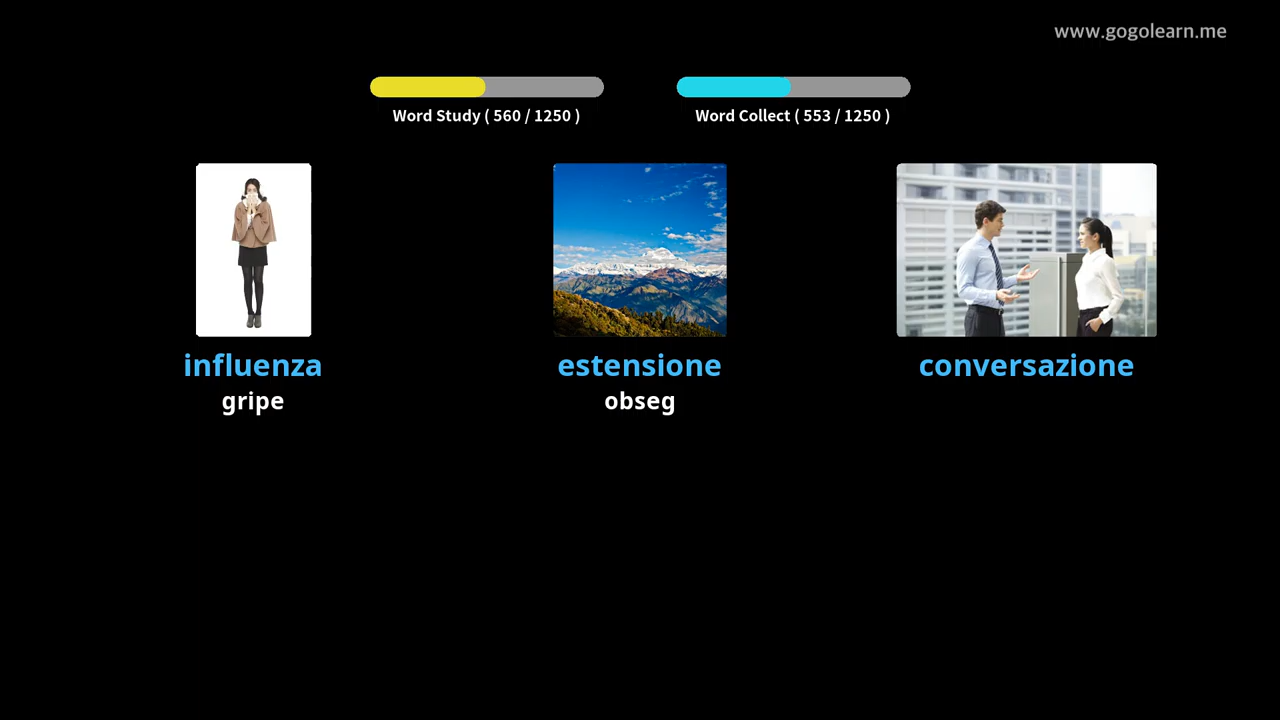 www.gogolearn.me
Word Study ( 560 / 1250 )
Word Collect ( 553 / 1250 )
influenza
estensione
conversazione
gripe
obseg